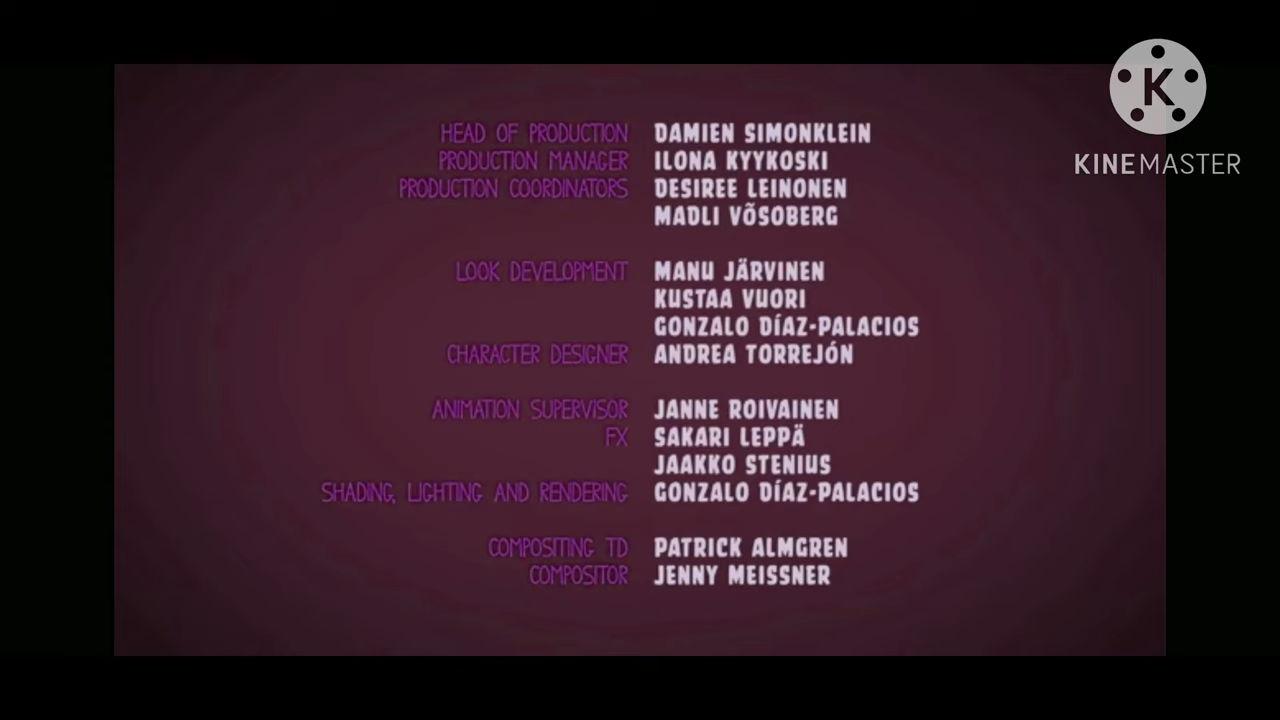 HEAD OF PRODUCTION DAMIEN SIMONKLEIN
PRODUCTION MANAGER ILONA KYYKOSKI
PRODUCTION COORDINATORS DESIREE LEINONEN
MADLI VÕSOBERG
LOOK DEVELOPMENT MANU JÄRVINEN
KUSTAA VUORI
GONZALO DÍAZ-PALACIOS
CHARACTER DESIGNER ANDREA TORREJÓN
ANIMATION SUPERVISOR JANNE ROIVAINEN
FX SAKARI LEPPÄ
JAAKKO STENIUS
SHADING, LIGHTING AND RENDERING GONZALO DÍAZ-PALACIOS
COMPOSITING TD PATRICK ALMGREN
COMPOSITOR JENNY MEISSNER
K
KINEMASTER